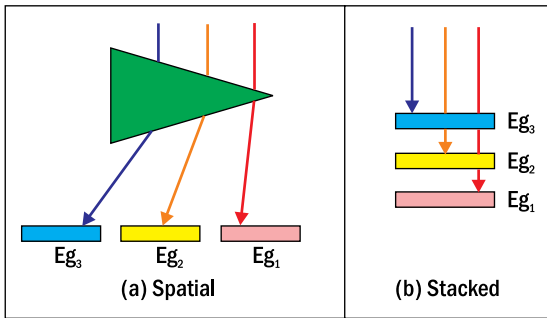 Eg₃
Eg₂
Eg₁
(a) Spatial
Eg₃
Eg₂
Eg₁
(b) Stacked